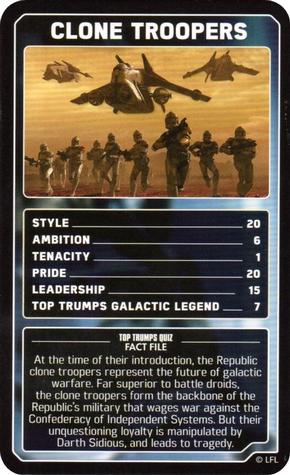 CLONE TROOPERS
STYLE 20
AMBITION 6
TENACITY 1
PRIDE 20
LEADERSHIP 15
TOP TRUMPS GALACTIC LEGEND 7
TOP TRUMPS QUIZ
FACT FILE
At the time of their introduction, the Republic
clone troopers represent the future of galactic
warfare. Far superior to battle droids,
the clone troopers form the backbone of the
Republic's military that wages war against the
Confederacy of Independent Systems. But their
unquestioning loyalty is manipulated by
Darth Sidious, and leads to tragedy.
© LFL